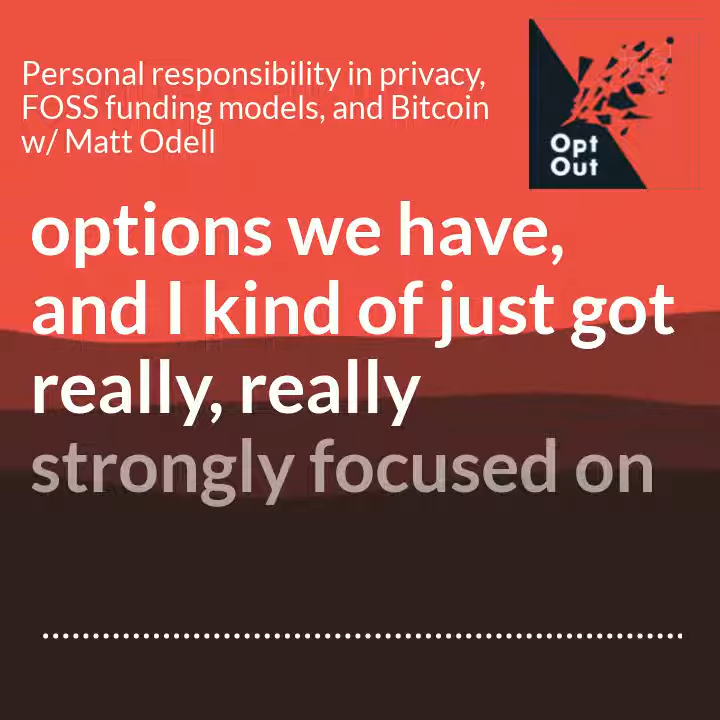 Personal responsibility in privacy,
FOSS funding models, and Bitcoin
w/ Matt Odell
Opt
Out
options we have,
and I kind of just got
really, really
strongly focused on